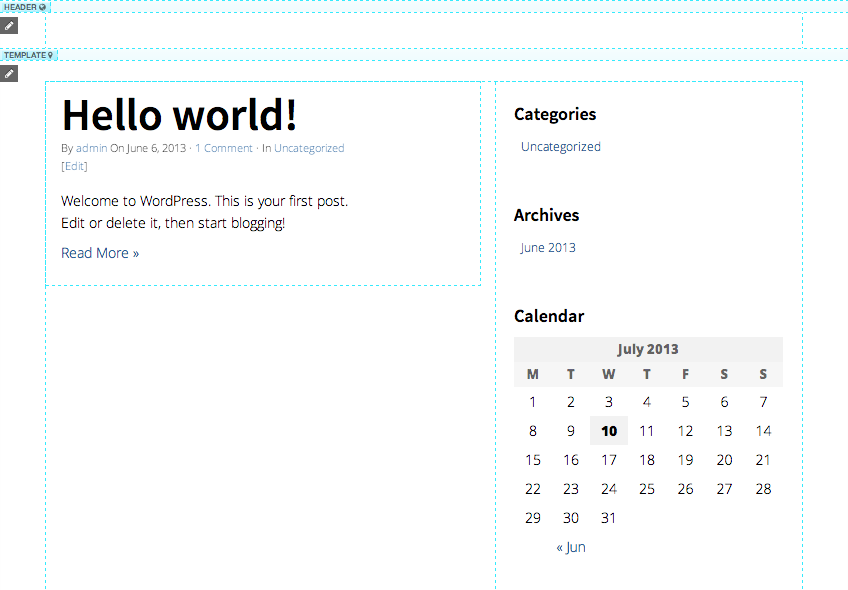 HEADER
TEMPLATE
Hello world!
By admin On June 6, 2013 · 1 Comment · In Uncategorized
[Edit]
Welcome to WordPress. This is your first post.
Edit or delete it, then start blogging!
Read More »
Categories
Uncategorized
Archives
June 2013
Calendar
July 2013
M T W T F S S
1 2 3 4 5 6 7
8 9 10 11 12 13 14
15 16 17 18 19 20 21
22 23 24 25 26 27 28
29 30 31
« Jun